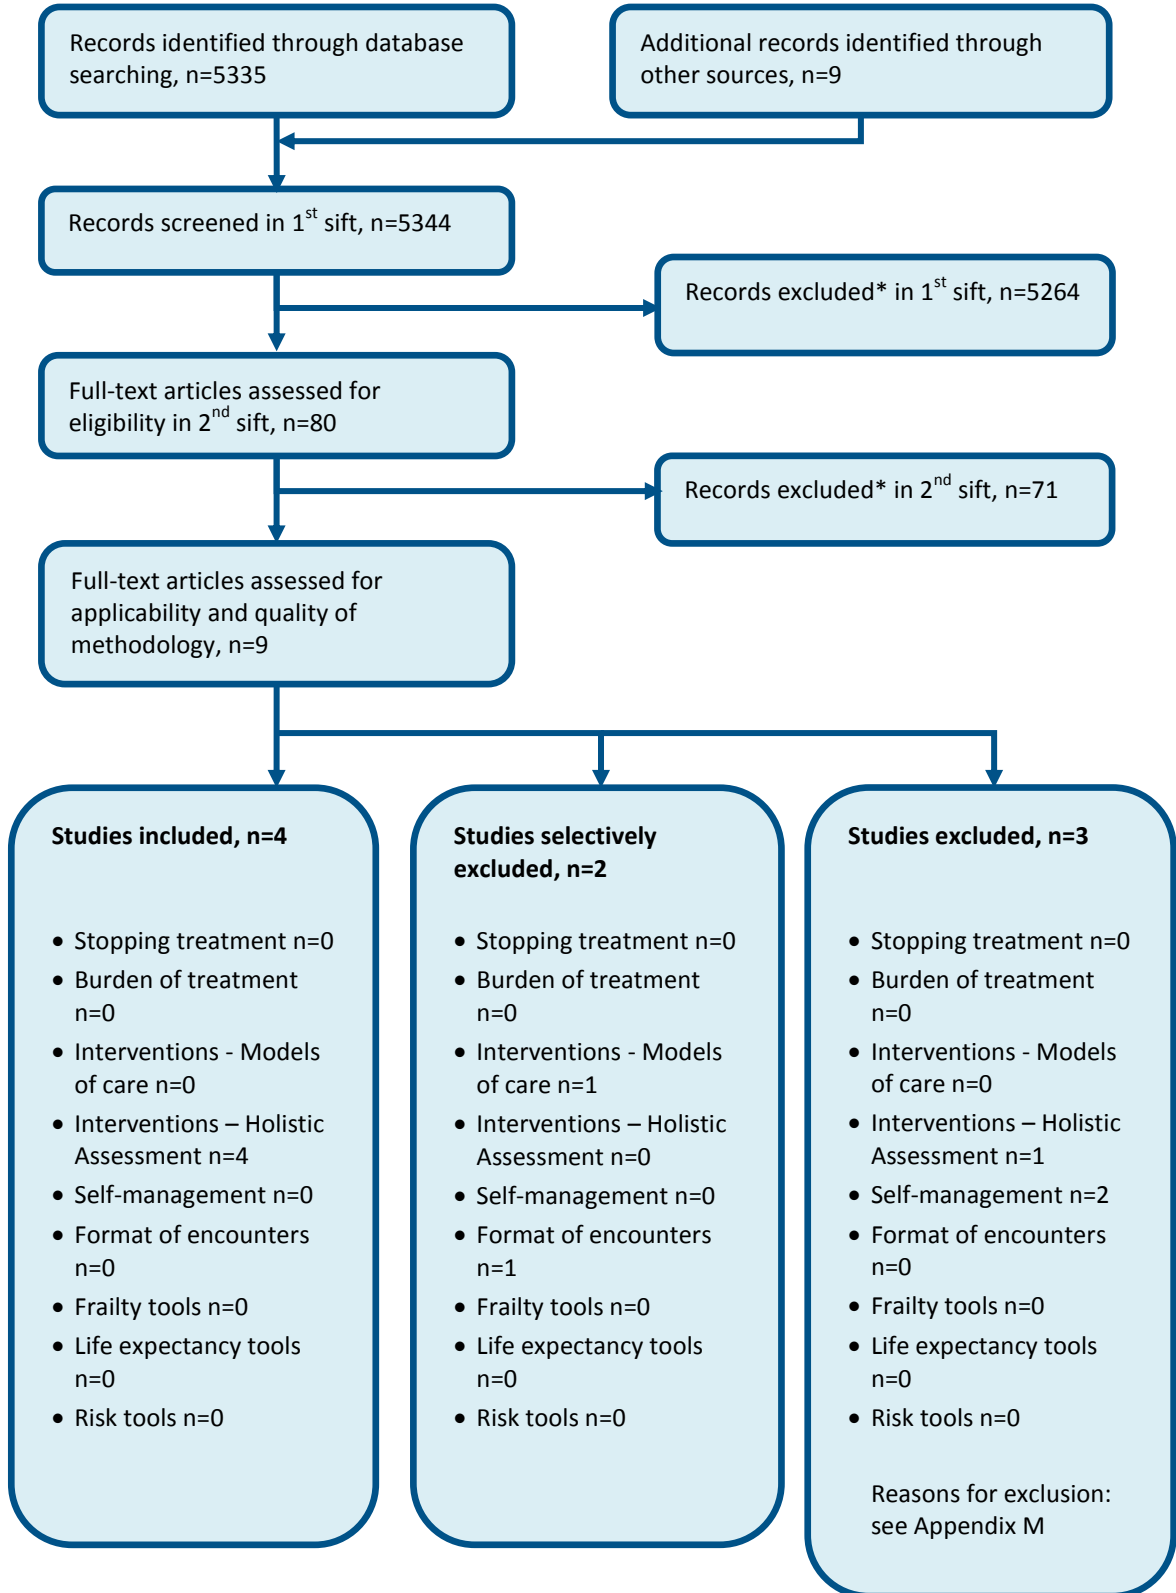 Records identified through database
searching, n=5335
Additional records identified through
other sources, n=9
Records screened in 1st sift, n=5344
Records excluded* in 1st sift, n=5264
Full-text articles assessed for
eligibility in 2nd sift, n=80
Records excluded* in 2nd sift, n=71
Full-text articles assessed for
applicability and quality of
methodology, n=9
Studies included, n=4
• Stopping treatment n=0
• Burden of treatment
n=0
• Interventions - Models
of care n=0
• Interventions – Holistic
Assessment n=4
• Self-management n=0
• Format of encounters
n=0
• Frailty tools n=0
• Life expectancy tools
n=0
• Risk tools n=0
Studies selectively
excluded, n=2
• Stopping treatment n=0
• Burden of treatment
n=0
• Interventions - Models
of care n=1
• Interventions – Holistic
Assessment n=0
• Self-management n=0
• Format of encounters
n=1
• Frailty tools n=0
• Life expectancy tools
n=0
• Risk tools n=0
Studies excluded, n=3
• Stopping treatment n=0
• Burden of treatment
n=0
• Interventions - Models
of care n=0
• Interventions – Holistic
Assessment n=1
• Self-management n=2
• Format of encounters
n=0
• Frailty tools n=0
• Life expectancy tools
n=0
• Risk tools n=0
Reasons for exclusion:
see Appendix M